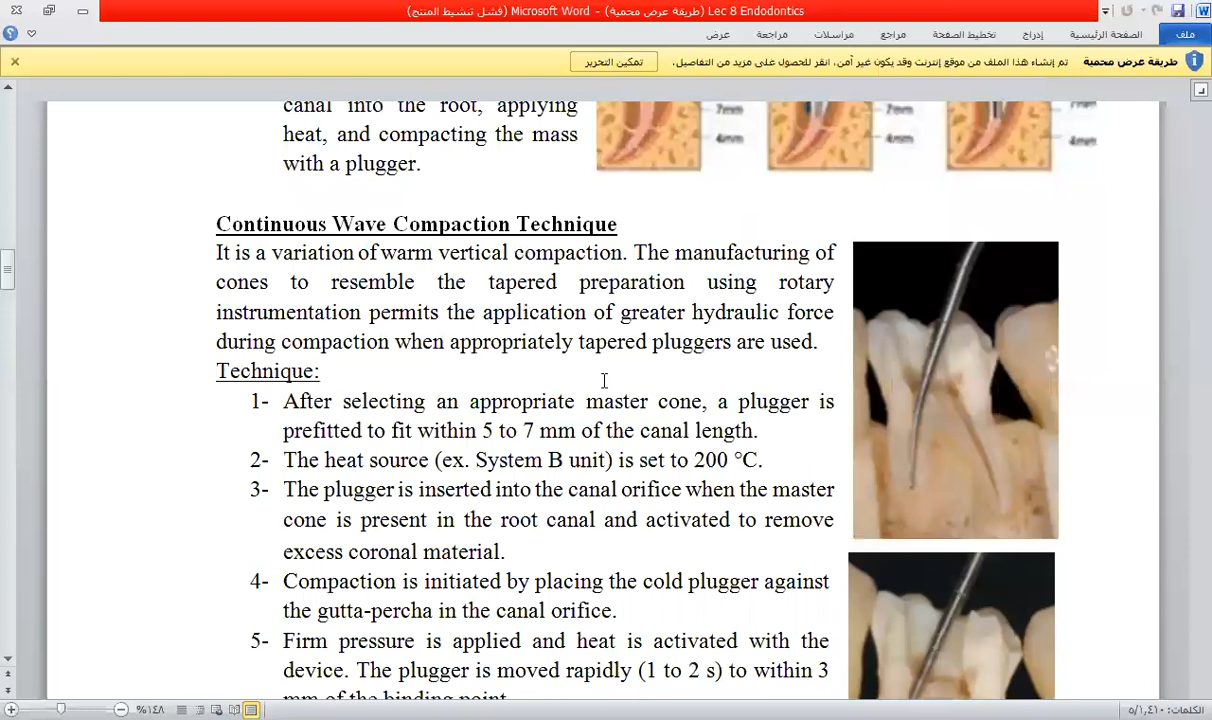 Lec 8 Endodontics (طريقة عرض محمية) - Microsoft Word (فشل تنشيط المنتج)
ملف الصفحة الرئيسية إدراج تخطيط الصفحة مراجع مراسلات مراجعة عرض
طريقة عرض محمية تم إنشاء هذا الملف من موقع إنترنت وقد يكون غير آمن. انقر للحصول على مزيد من التفاصيل. تمكين التحرير
canal into the root, applying
heat, and compacting the mass
with a plugger.
7mm 7mm 7mm
4mm 4mm 4mm
Continuous Wave Compaction Technique
It is a variation of warm vertical compaction. The manufacturing of
cones to resemble the tapered preparation using rotary
instrumentation permits the application of greater hydraulic force
during compaction when appropriately tapered pluggers are used.
Technique:
1- After selecting an appropriate master cone, a plugger is
prefitted to fit within 5 to 7 mm of the canal length.
2- The heat source (ex. System B unit) is set to 200 °C.
3- The plugger is inserted into the canal orifice when the master
cone is present in the root canal and activated to remove
excess coronal material.
4- Compaction is initiated by placing the cold plugger against
the gutta-percha in the canal orifice.
5- Firm pressure is applied and heat is activated with the
device. The plugger is moved rapidly (1 to 2 s) to within 3
mm of the binding point.
الكلمات: ٥/١,٤١٠ ١٤٨%